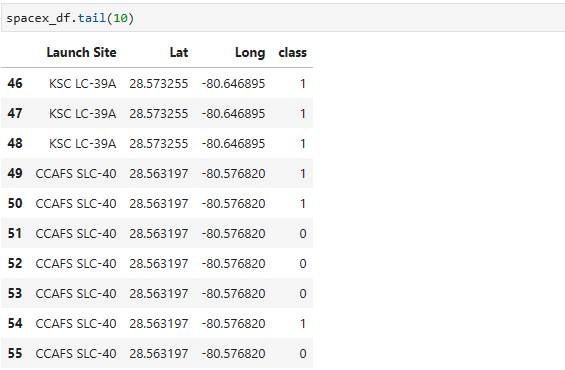 spacex_df.tail(10)
Launch Site Lat Long class
46 KSC LC-39A 28.573255 -80.646895 1
47 KSC LC-39A 28.573255 -80.646895 1
48 KSC LC-39A 28.573255 -80.646895 1
49 CCAFS SLC-40 28.563197 -80.576820 1
50 CCAFS SLC-40 28.563197 -80.576820 1
51 CCAFS SLC-40 28.563197 -80.576820 0
52 CCAFS SLC-40 28.563197 -80.576820 0
53 CCAFS SLC-40 28.563197 -80.576820 0
54 CCAFS SLC-40 28.563197 -80.576820 1
55 CCAFS SLC-40 28.563197 -80.576820 0